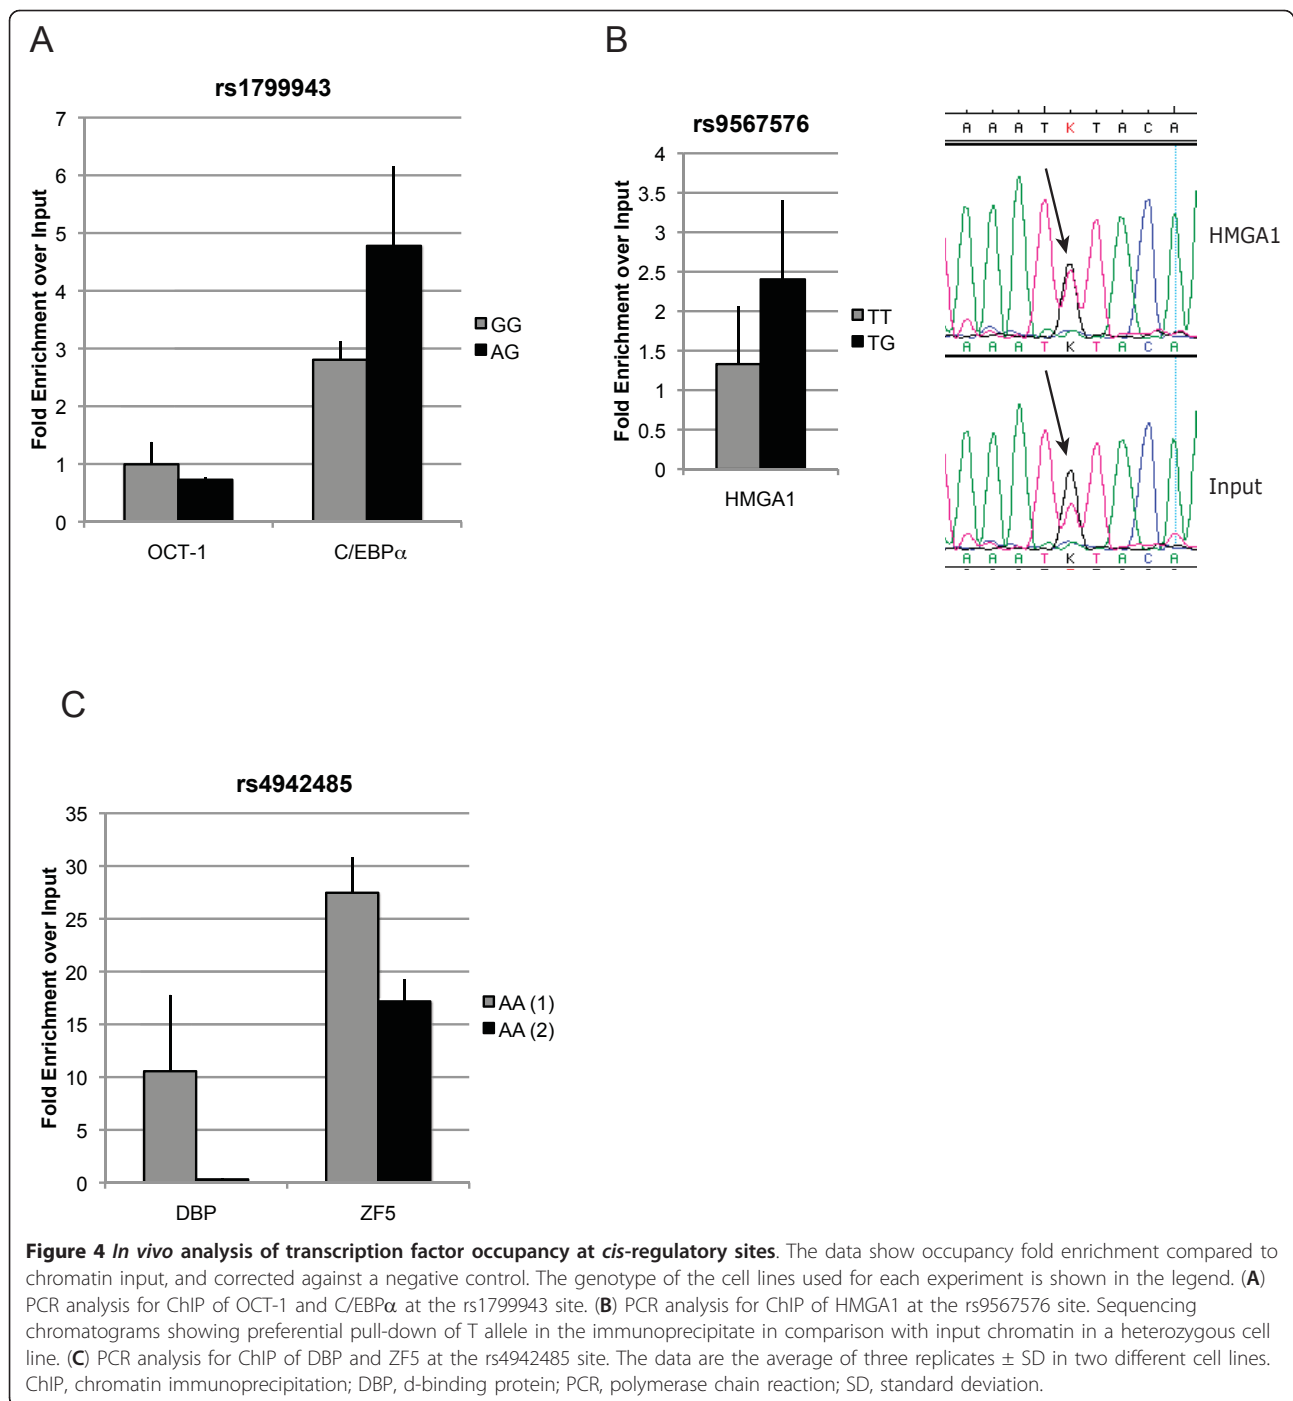 A
rs1799943
Fold Enrichment over Input
7
6
5
4
3
2
1
0
OCT-1
C/EBPα
GG
AG
B
rs9567576
Fold Enrichment over Input
4
3.5
3
2.5
2
1.5
1
0.5
0
HMGA1
TT
TG
A A A T K T A C A
HMGA1
A A A T K T A C A
Input
A A A T K T A C A
C
rs4942485
Fold Enrichment over Input
35
30
25
20
15
10
5
0
DBP
ZF5
AA (1)
AA (2)
Figure 4 In vivo analysis of transcription factor occupancy at cis-regulatory sites. The data show occupancy fold enrichment compared to
chromatin input, and corrected against a negative control. The genotype of the cell lines used for each experiment is shown in the legend. (A)
PCR analysis for ChIP of OCT-1 and C/EBPα at the rs1799943 site. (B) PCR analysis for ChIP of HMGA1 at the rs9567576 site. Sequencing
chromatograms showing preferential pull-down of T allele in the immunoprecipitate in comparison with input chromatin in a heterozygous cell
line. (C) PCR analysis for ChIP of DBP and ZF5 at the rs4942485 site. The data are the average of three replicates ± SD in two different cell lines.
ChIP, chromatin immunoprecipitation; DBP, d-binding protein; PCR, polymerase chain reaction; SD, standard deviation.